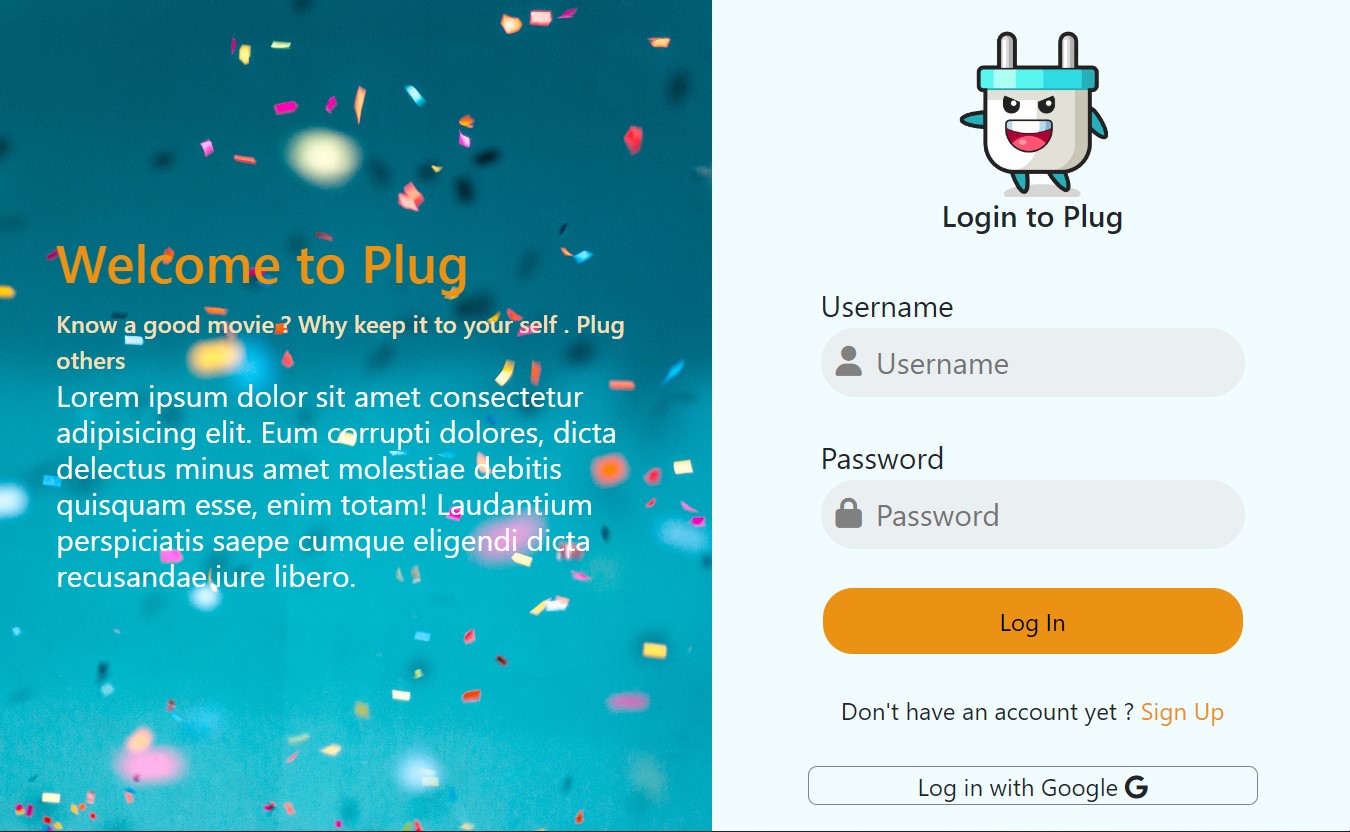 Welcome to Plug
Know a good movie ? Why keep it to your self . Plug
others
Lorem ipsum dolor sit amet consectetur
adipisicing elit. Eum corrupti dolores, dicta
delectus minus amet molestiae debitis
quisquam esse, enim totam! Laudantium
perspiciatis saepe cumque eligendi dicta
recusandae iure libero.
Login to Plug
Username
Username
Password
Password
Log In
Don't have an account yet ? Sign Up
Log in with Google G